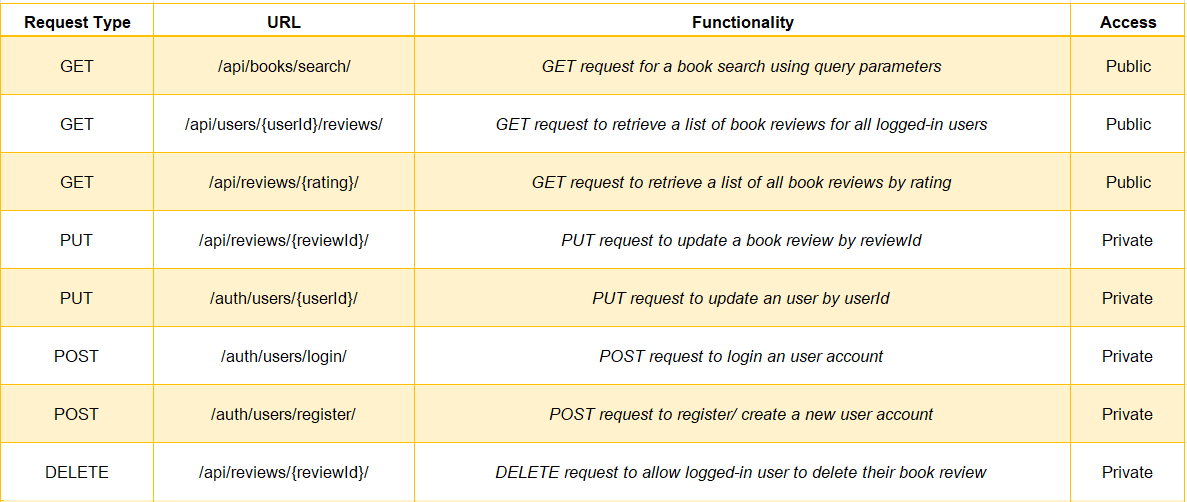 Request Type URL Functionality Access
GET /api/books/search/ GET request for a book search using query parameters Public
GET /api/users/{userId}/reviews/ GET request to retrieve a list of book reviews for all logged-in users Public
GET /api/reviews/{rating}/ GET request to retrieve a list of all book reviews by rating Public
PUT /api/reviews/{reviewId}/ PUT request to update a book review by reviewId Private
PUT /auth/users/{userId}/ PUT request to update an user by userId Private
POST /auth/users/login/ POST request to login an user account Private
POST /auth/users/register/ POST request to register/ create a new user account Private
DELETE /api/reviews/{reviewId}/ DELETE request to allow logged-in user to delete their book review Private